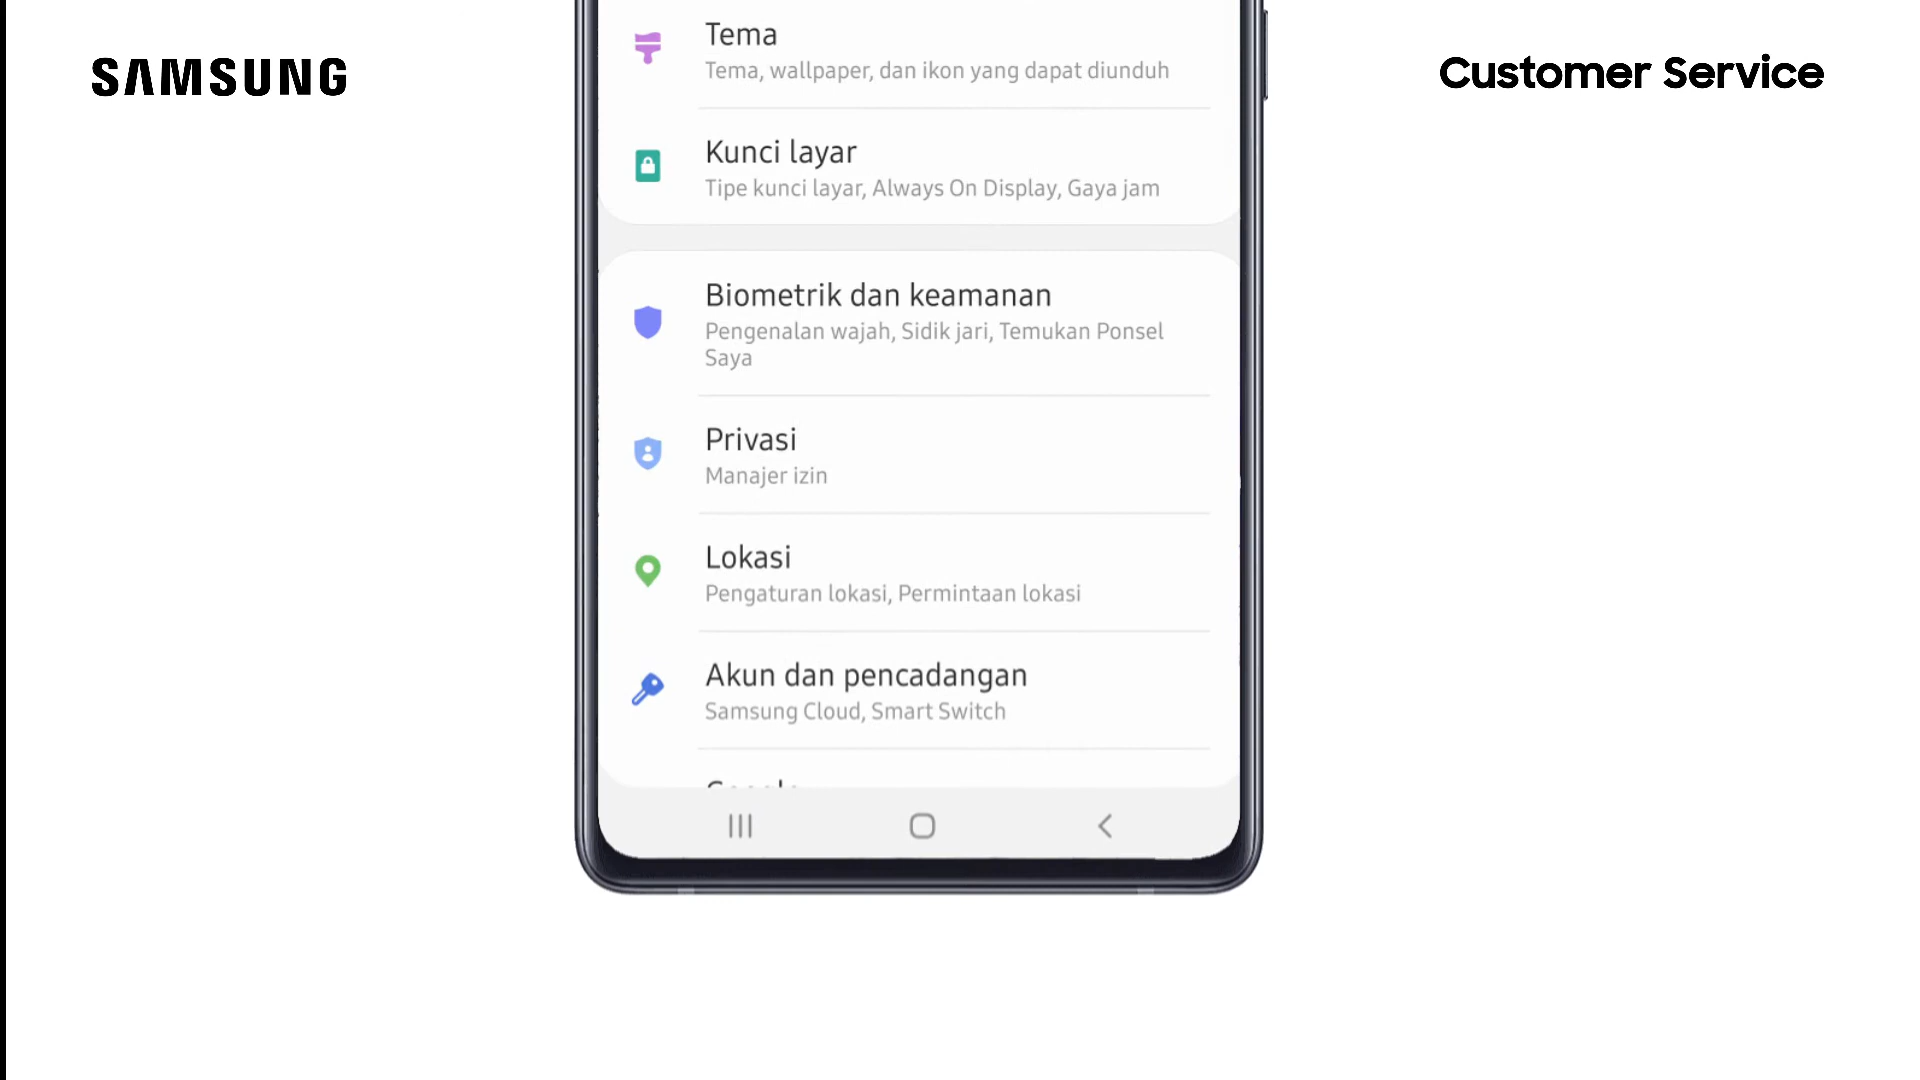 SAMSUNG
Customer Service
Tema
Tema, wallpaper, dan ikon yang dapat diunduh
Kunci layar
Tipe kunci layar, Always On Display, Gaya jam
Biometrik dan keamanan
Pengenalan wajah, Sidik jari, Temukan Ponsel
Saya
Privasi
Manajer izin
Lokasi
Pengaturan lokasi, Permintaan lokasi
Akun dan pencadangan
Samsung Cloud, Smart Switch